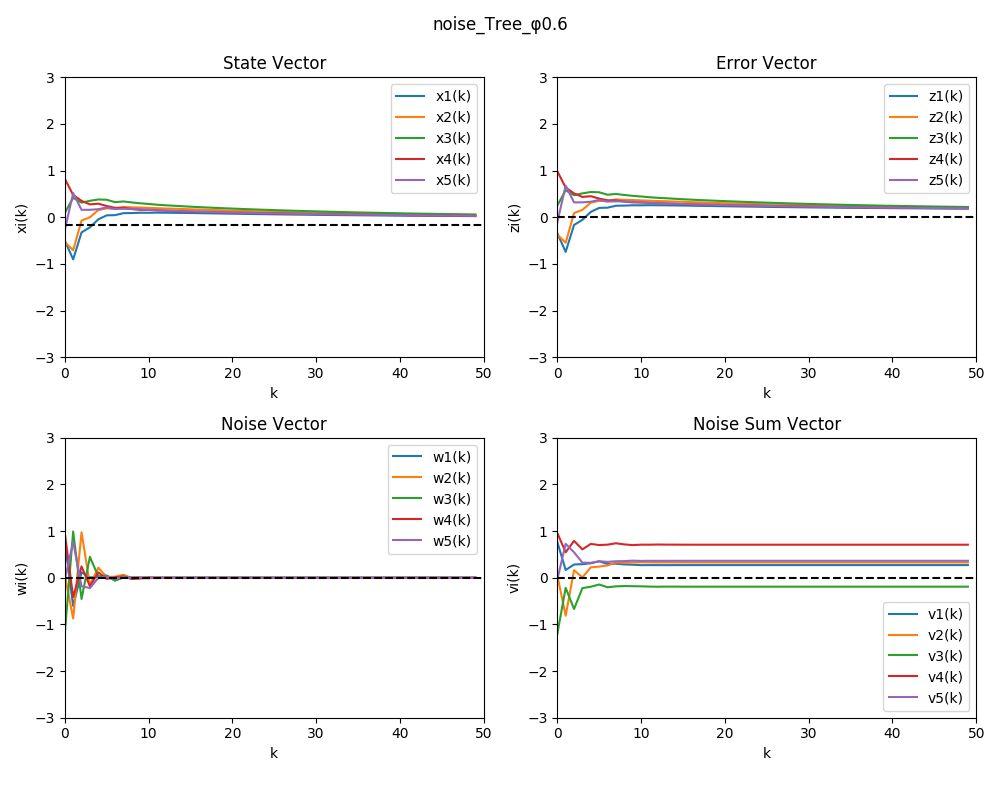 noise_Tree_φ0.6
State Vector
3
2
1
0
−1
−2
−3
xi(k)
x1(k)
x2(k)
x3(k)
x4(k)
x5(k)
0 10 20 30 40 50
k
Error Vector
3
2
1
0
−1
−2
−3
zi(k)
z1(k)
z2(k)
z3(k)
z4(k)
z5(k)
0 10 20 30 40 50
k
Noise Vector
3
2
1
0
−1
−2
−3
wi(k)
w1(k)
w2(k)
w3(k)
w4(k)
w5(k)
0 10 20 30 40 50
k
Noise Sum Vector
3
2
1
0
−1
−2
−3
vi(k)
v1(k)
v2(k)
v3(k)
v4(k)
v5(k)
0 10 20 30 40 50
k